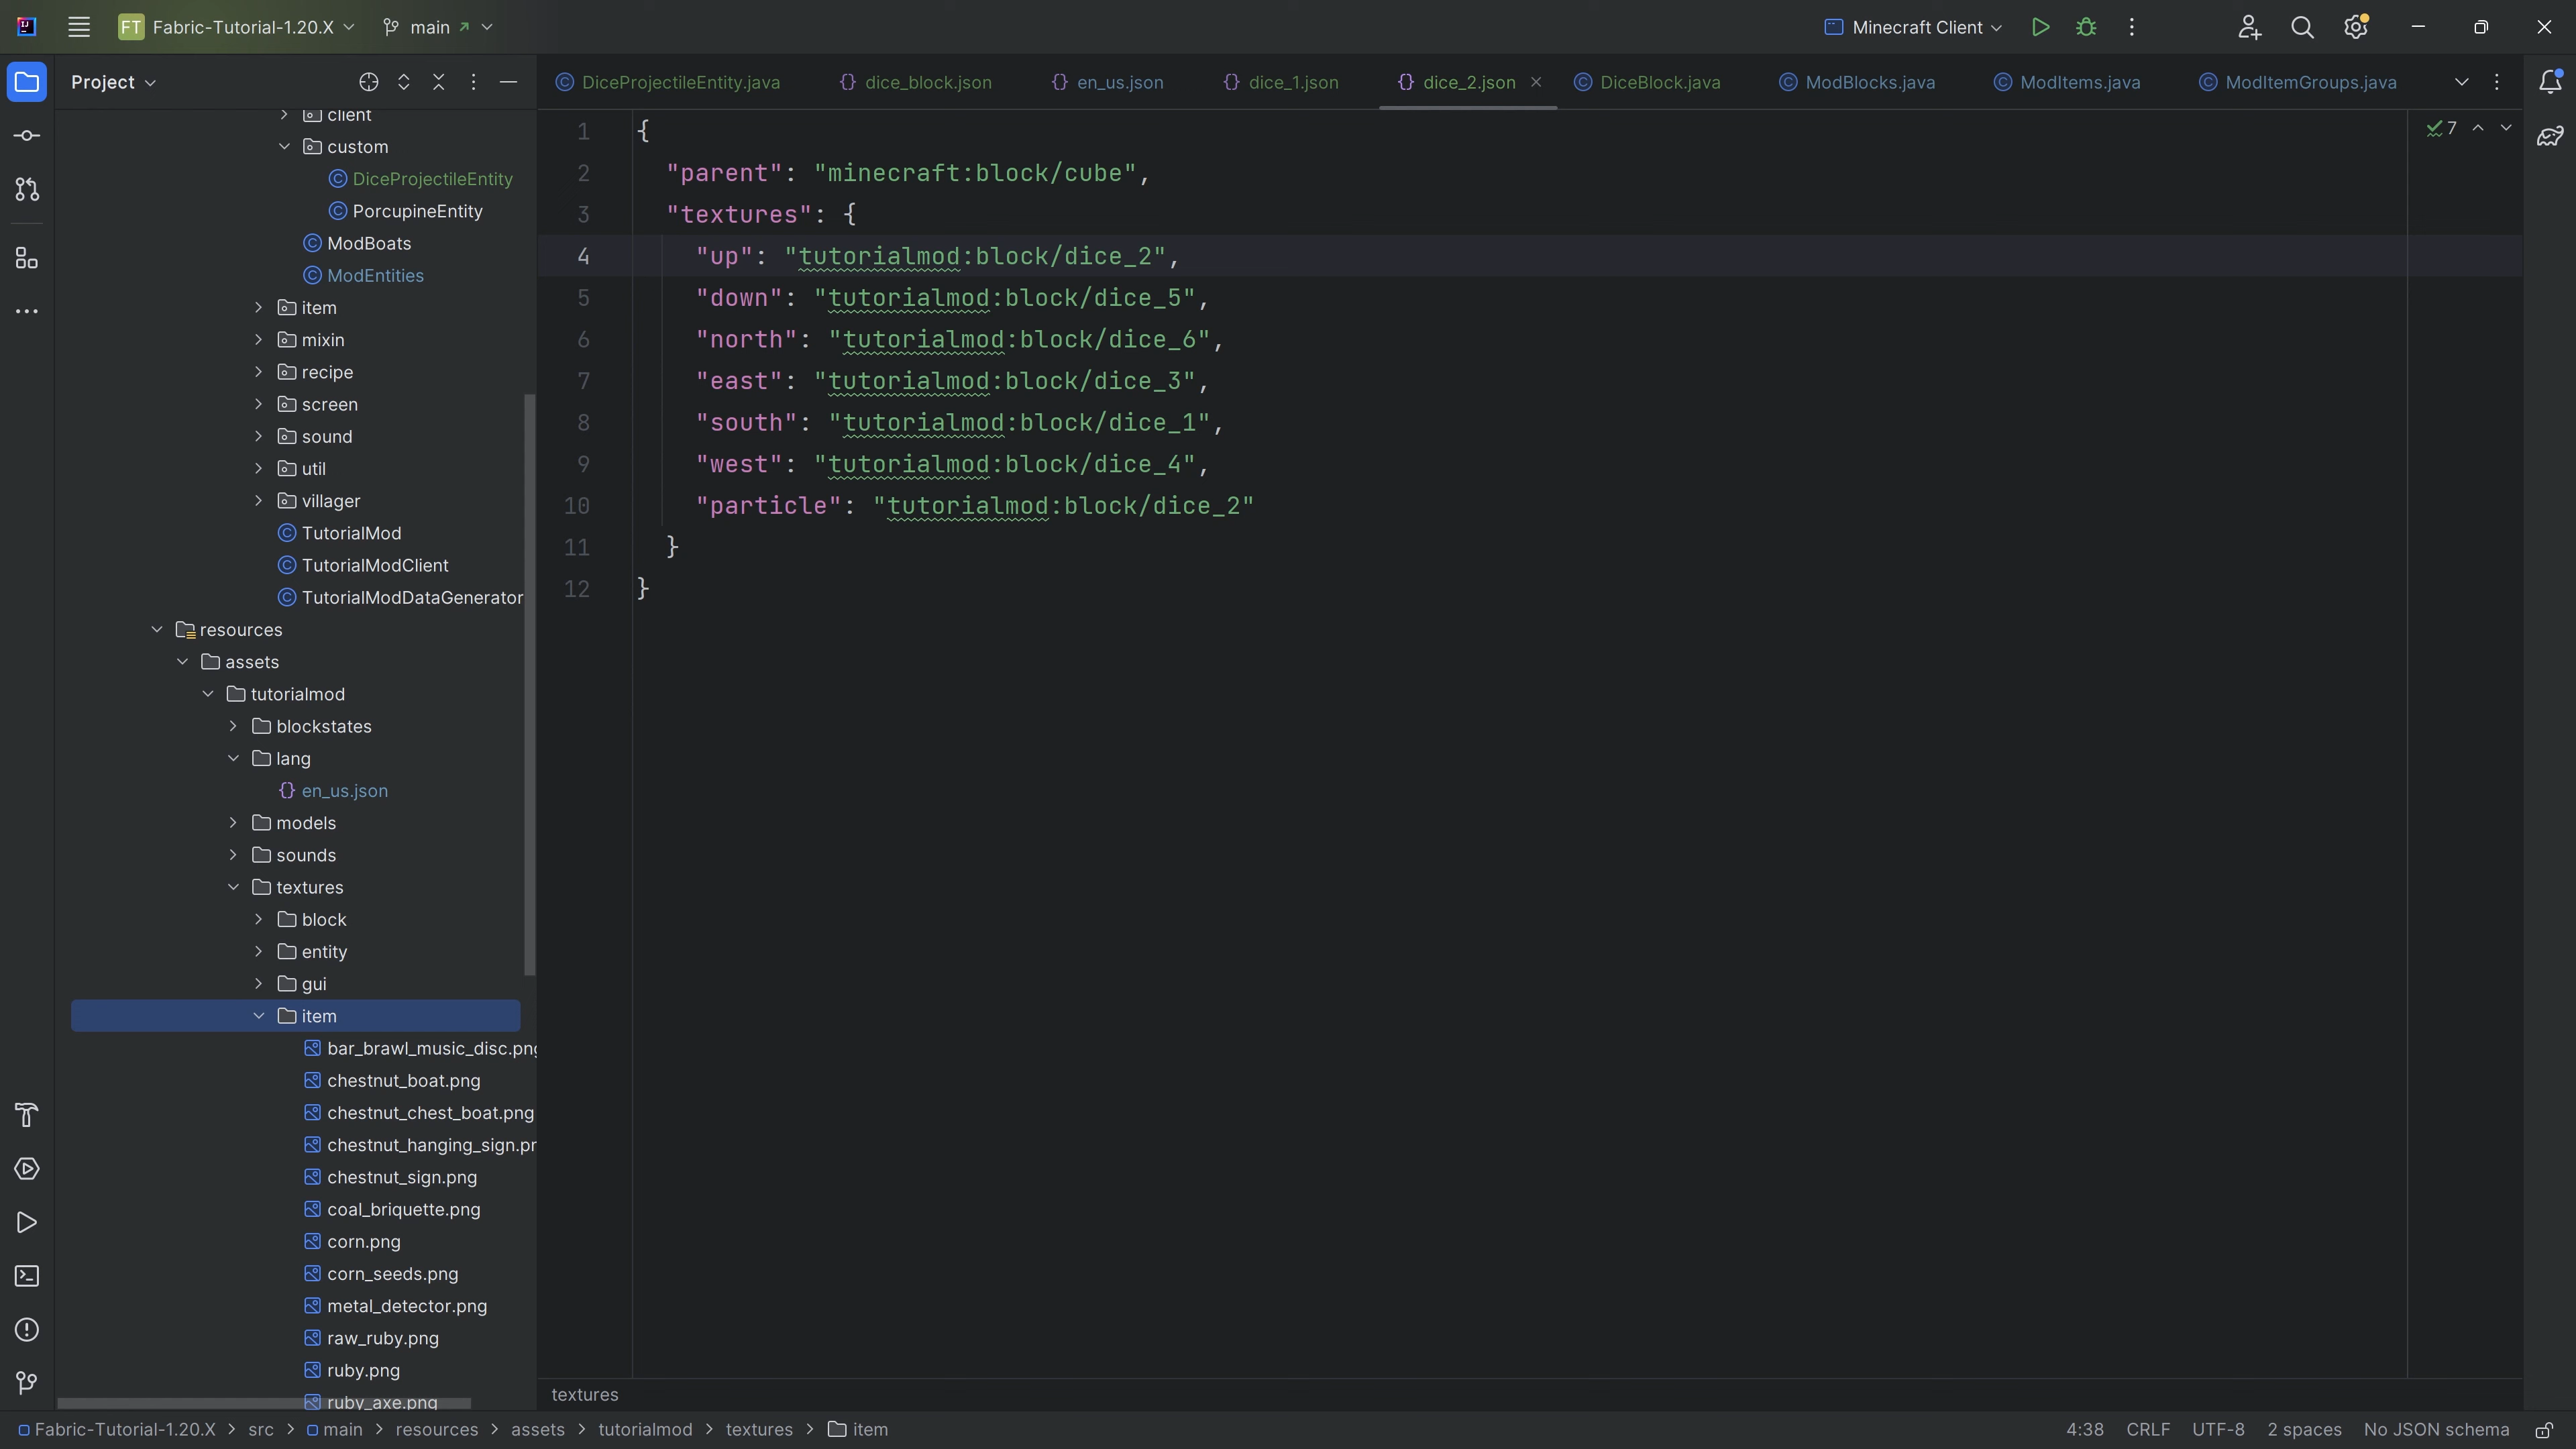 FT Fabric-Tutorial-1.20.X main Minecraft Client
Project
DiceProjectileEntity.java dice_block.json en_us.json dice_1.json dice_2.json DiceBlock.java ModBlocks.java ModItems.java ModItemGroups.java
client
custom
DiceProjectileEntity
PorcupineEntity
ModBoats
ModEntities
item
mixin
recipe
screen
sound
util
villager
TutorialMod
TutorialModClient
TutorialModDataGenerator
resources
assets
tutorialmod
blockstates
lang
en_us.json
models
sounds
textures
block
entity
gui
item
bar_brawl_music_disc.png
chestnut_boat.png
chestnut_chest_boat.png
chestnut_hanging_sign.pr
chestnut_sign.png
coal_briquette.png
corn.png
corn_seeds.png
metal_detector.png
raw_ruby.png
ruby.png
ruby_axe.png
7
1 {
2 "parent": "minecraft:block/cube",
3 "textures": {
4 "up": "tutorialmod:block/dice_2",
5 "down": "tutorialmod:block/dice_5",
6 "north": "tutorialmod:block/dice_6",
7 "east": "tutorialmod:block/dice_3",
8 "south": "tutorialmod:block/dice_1",
9 "west": "tutorialmod:block/dice_4",
10 "particle": "tutorialmod:block/dice_2"
11 }
12 }
textures
Fabric-Tutorial-1.20.X > src > main > resources > assets > tutorialmod > textures > item 4:38 CRLF UTF-8 2 spaces No JSON schema